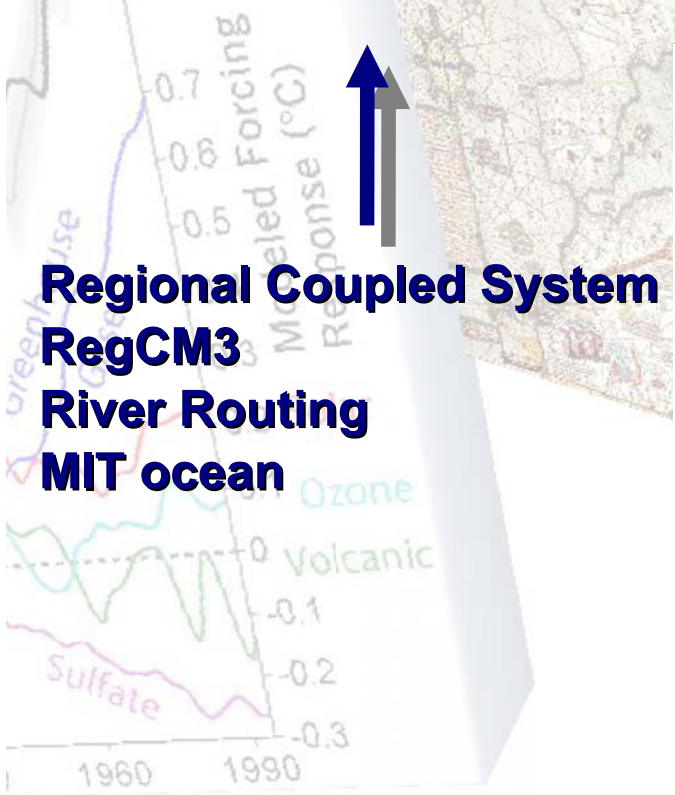 Regional Coupled System
RegCM3
River Routing
MIT ocean
Modeled Forcing
Response (°C)
0.7
0.6
0.5
Greenhouse
Ozone
0
Volcanic
-0.1
-0.2
Sulfate
-0.3
1960
1990